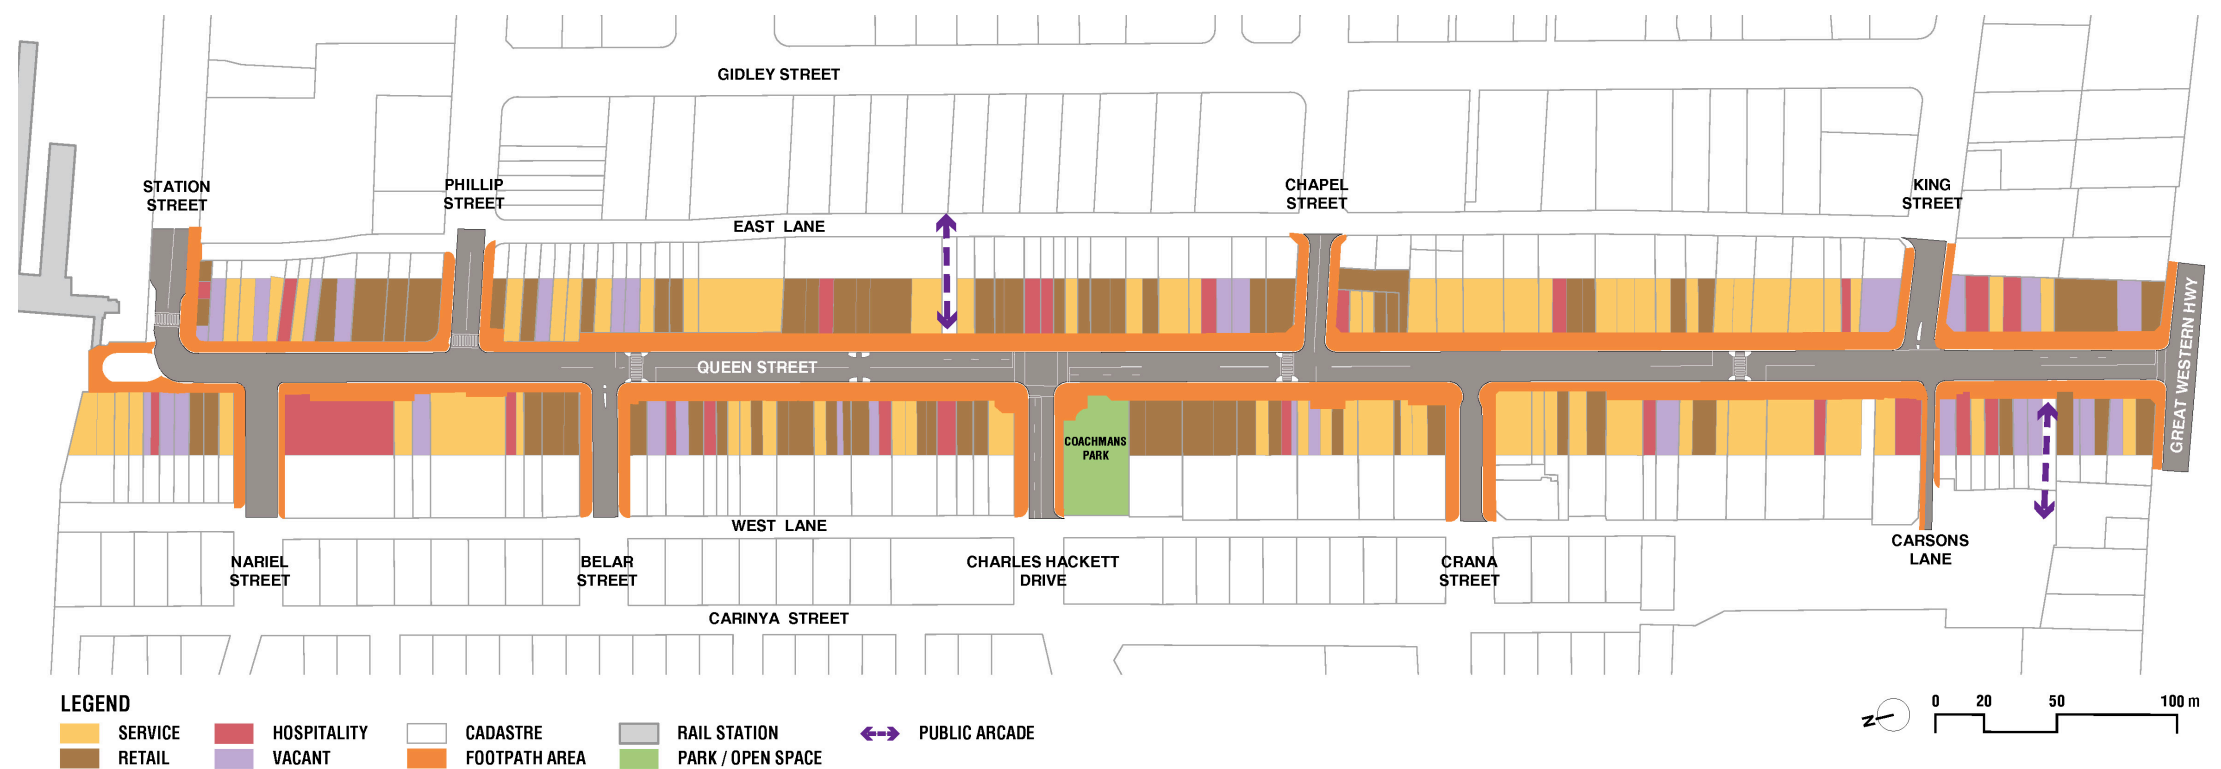 GIDLEY STREET
STATION
STREET
PHILLIP
STREET
CHAPEL
STREET
KING
STREET
EAST LANE
QUEEN STREET
GREAT WESTERN HWY
COACHMANS
PARK
WEST LANE
NARIEL
STREET
BELAR
STREET
CHARLES HACKETT
DRIVE
CRANA
STREET
CARSONS
LANE
CARINYA STREET
LEGEND
SERVICE
HOSPITALITY
CADASTRE
RAIL STATION
PUBLIC ARCADE
RETAIL
VACANT
FOOTPATH AREA
PARK / OPEN SPACE
N
0 20 50 100 m